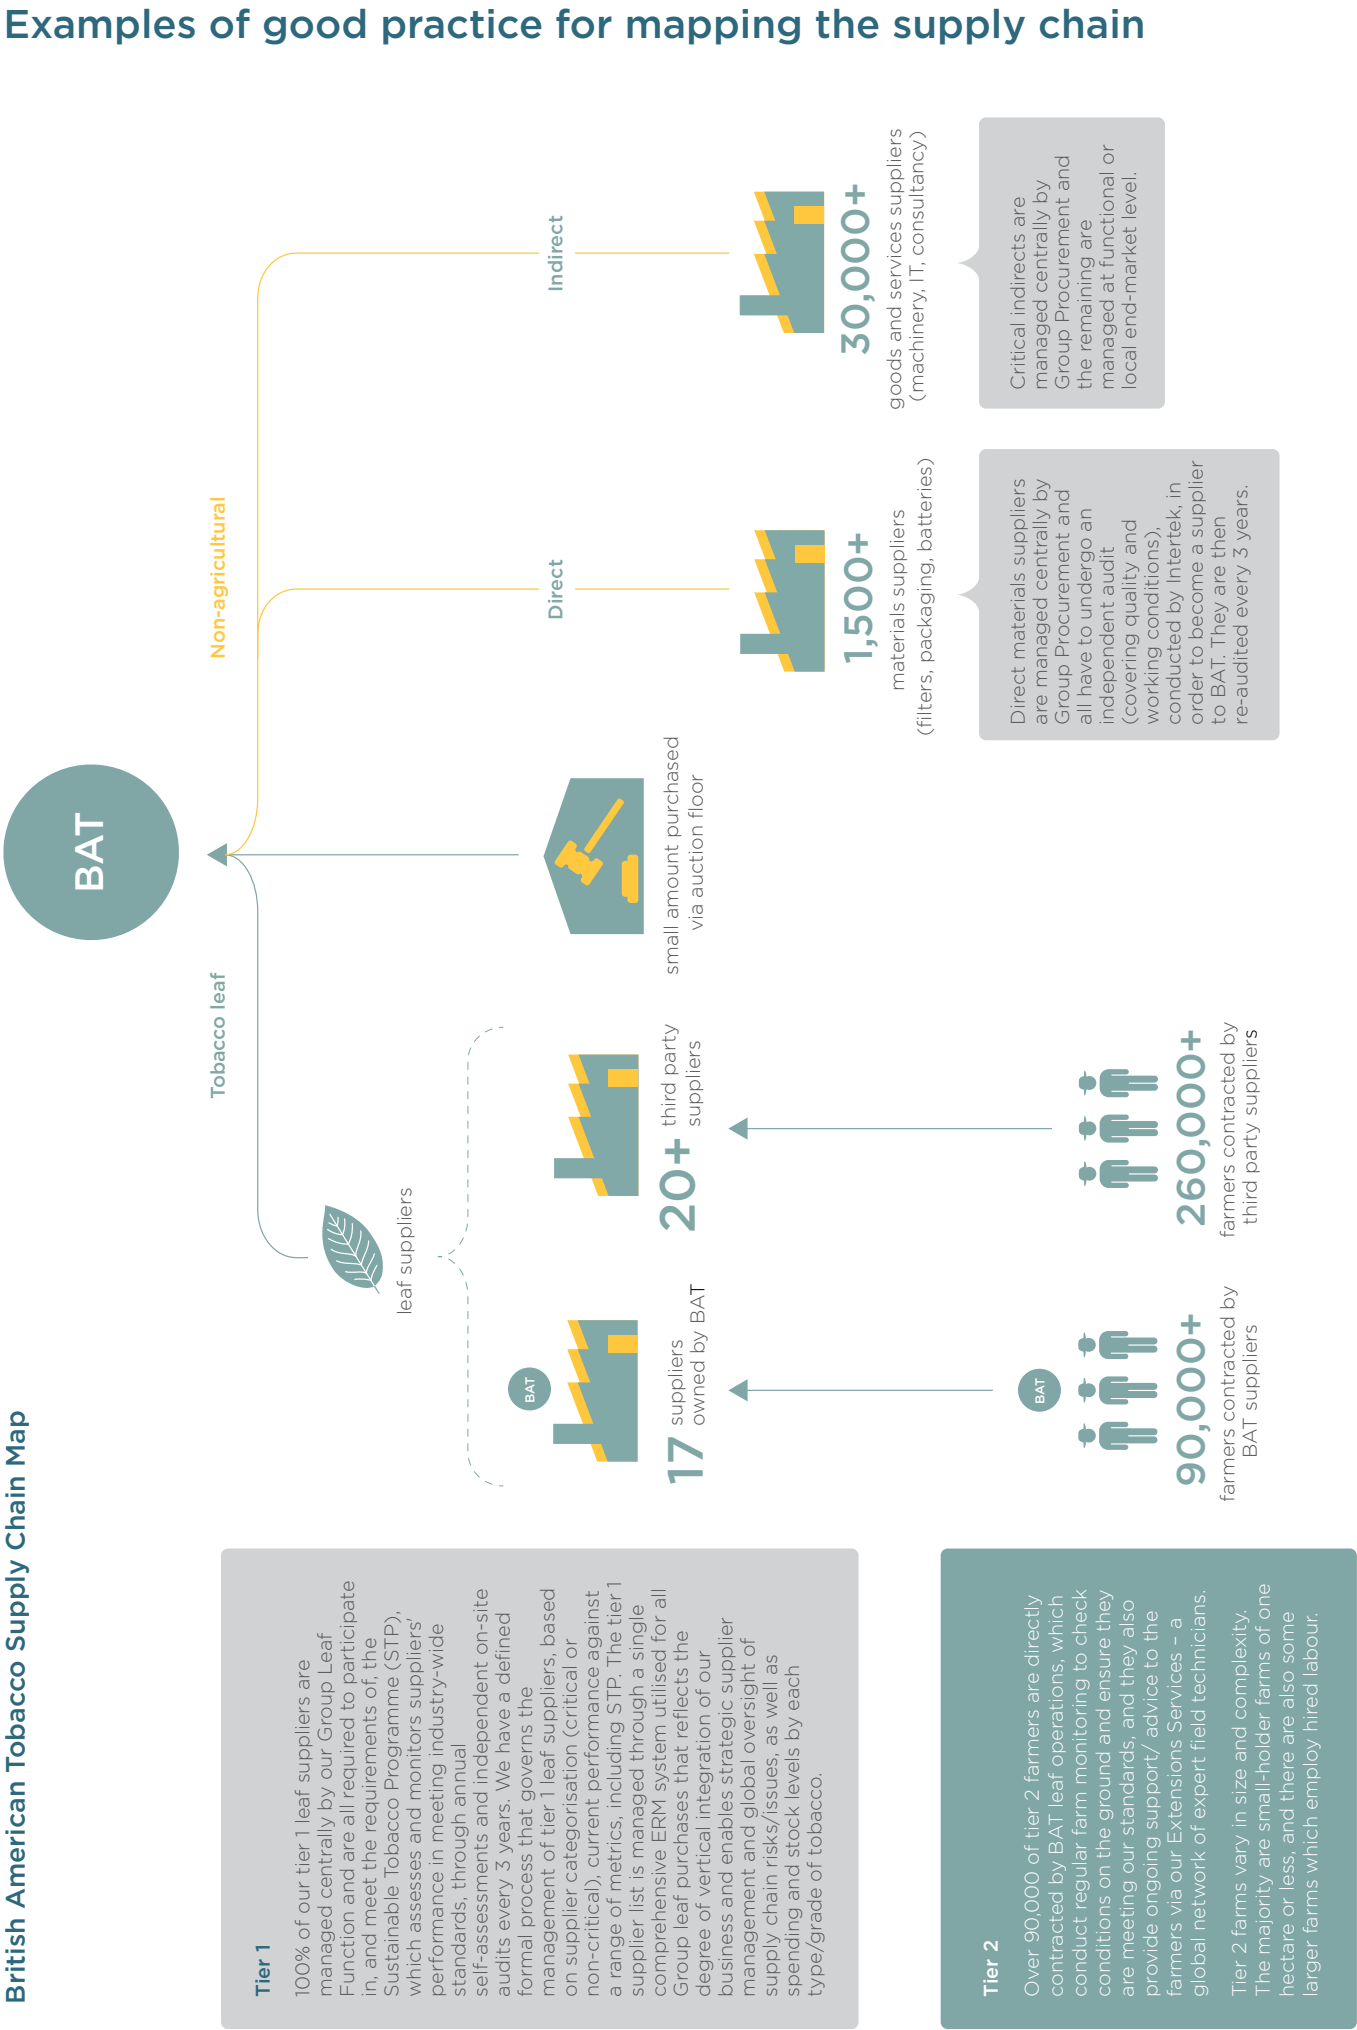 Examples of good practice for mapping the supply chain
British American Tobacco Supply Chain Map
BAT
Tobacco leaf
Non-agricultural
leaf suppliers
Direct
Indirect
BAT
17 suppliers
owned by BAT
20+ third party
suppliers
small amount purchased
via auction floor
1,500+
materials suppliers
(filters, packaging, batteries)
30,000+
goods and services suppliers
(machinery, IT, consultancy)
Direct materials suppliers
are managed centrally by
Group Procurement and
all have to undergo an
independent audit
(covering quality and
working conditions),
conducted by Intertek, in
order to become a supplier
to BAT. They are then
re-audited every 3 years.
Critical indirects are
managed centrally by
Group Procurement and
the remaining are
managed at functional or
local end-market level.
BAT
90,000+
farmers contracted by
BAT suppliers
260,000+
farmers contracted by
third party suppliers
Tier 1
100% of our tier 1 leaf suppliers are
managed centrally by our Group Leaf
Function and are all required to participate
in, and meet the requirements of, the
Sustainable Tobacco Programme (STP),
which assesses and monitors suppliers'
performance in meeting industry-wide
standards, through annual
self-assessments and independent on-site
audits every 3 years. We have a defined
formal process that governs the
management of tier 1 leaf suppliers, based
on supplier categorisation (critical or
non-critical), current performance against
a range of metrics, including STP. The tier 1
supplier list is managed through a single
comprehensive ERM system utilised for all
Group leaf purchases that reflects the
degree of vertical integration of our
business and enables strategic supplier
management and global oversight of
supply chain risks/issues, as well as
spending and stock levels by each
type/grade of tobacco.
Tier 2
Over 90,000 of tier 2 farmers are directly
contracted by BAT leaf operations, which
conduct regular farm monitoring to check
conditions on the ground and ensure they
are meeting our standards, and they also
provide ongoing support/ advice to the
farmers via our Extensions Services – a
global network of expert field technicians.
Tier 2 farms vary in size and complexity.
The majority are small-holder farms of one
hectare or less, and there are also some
larger farms which employ hired labour.